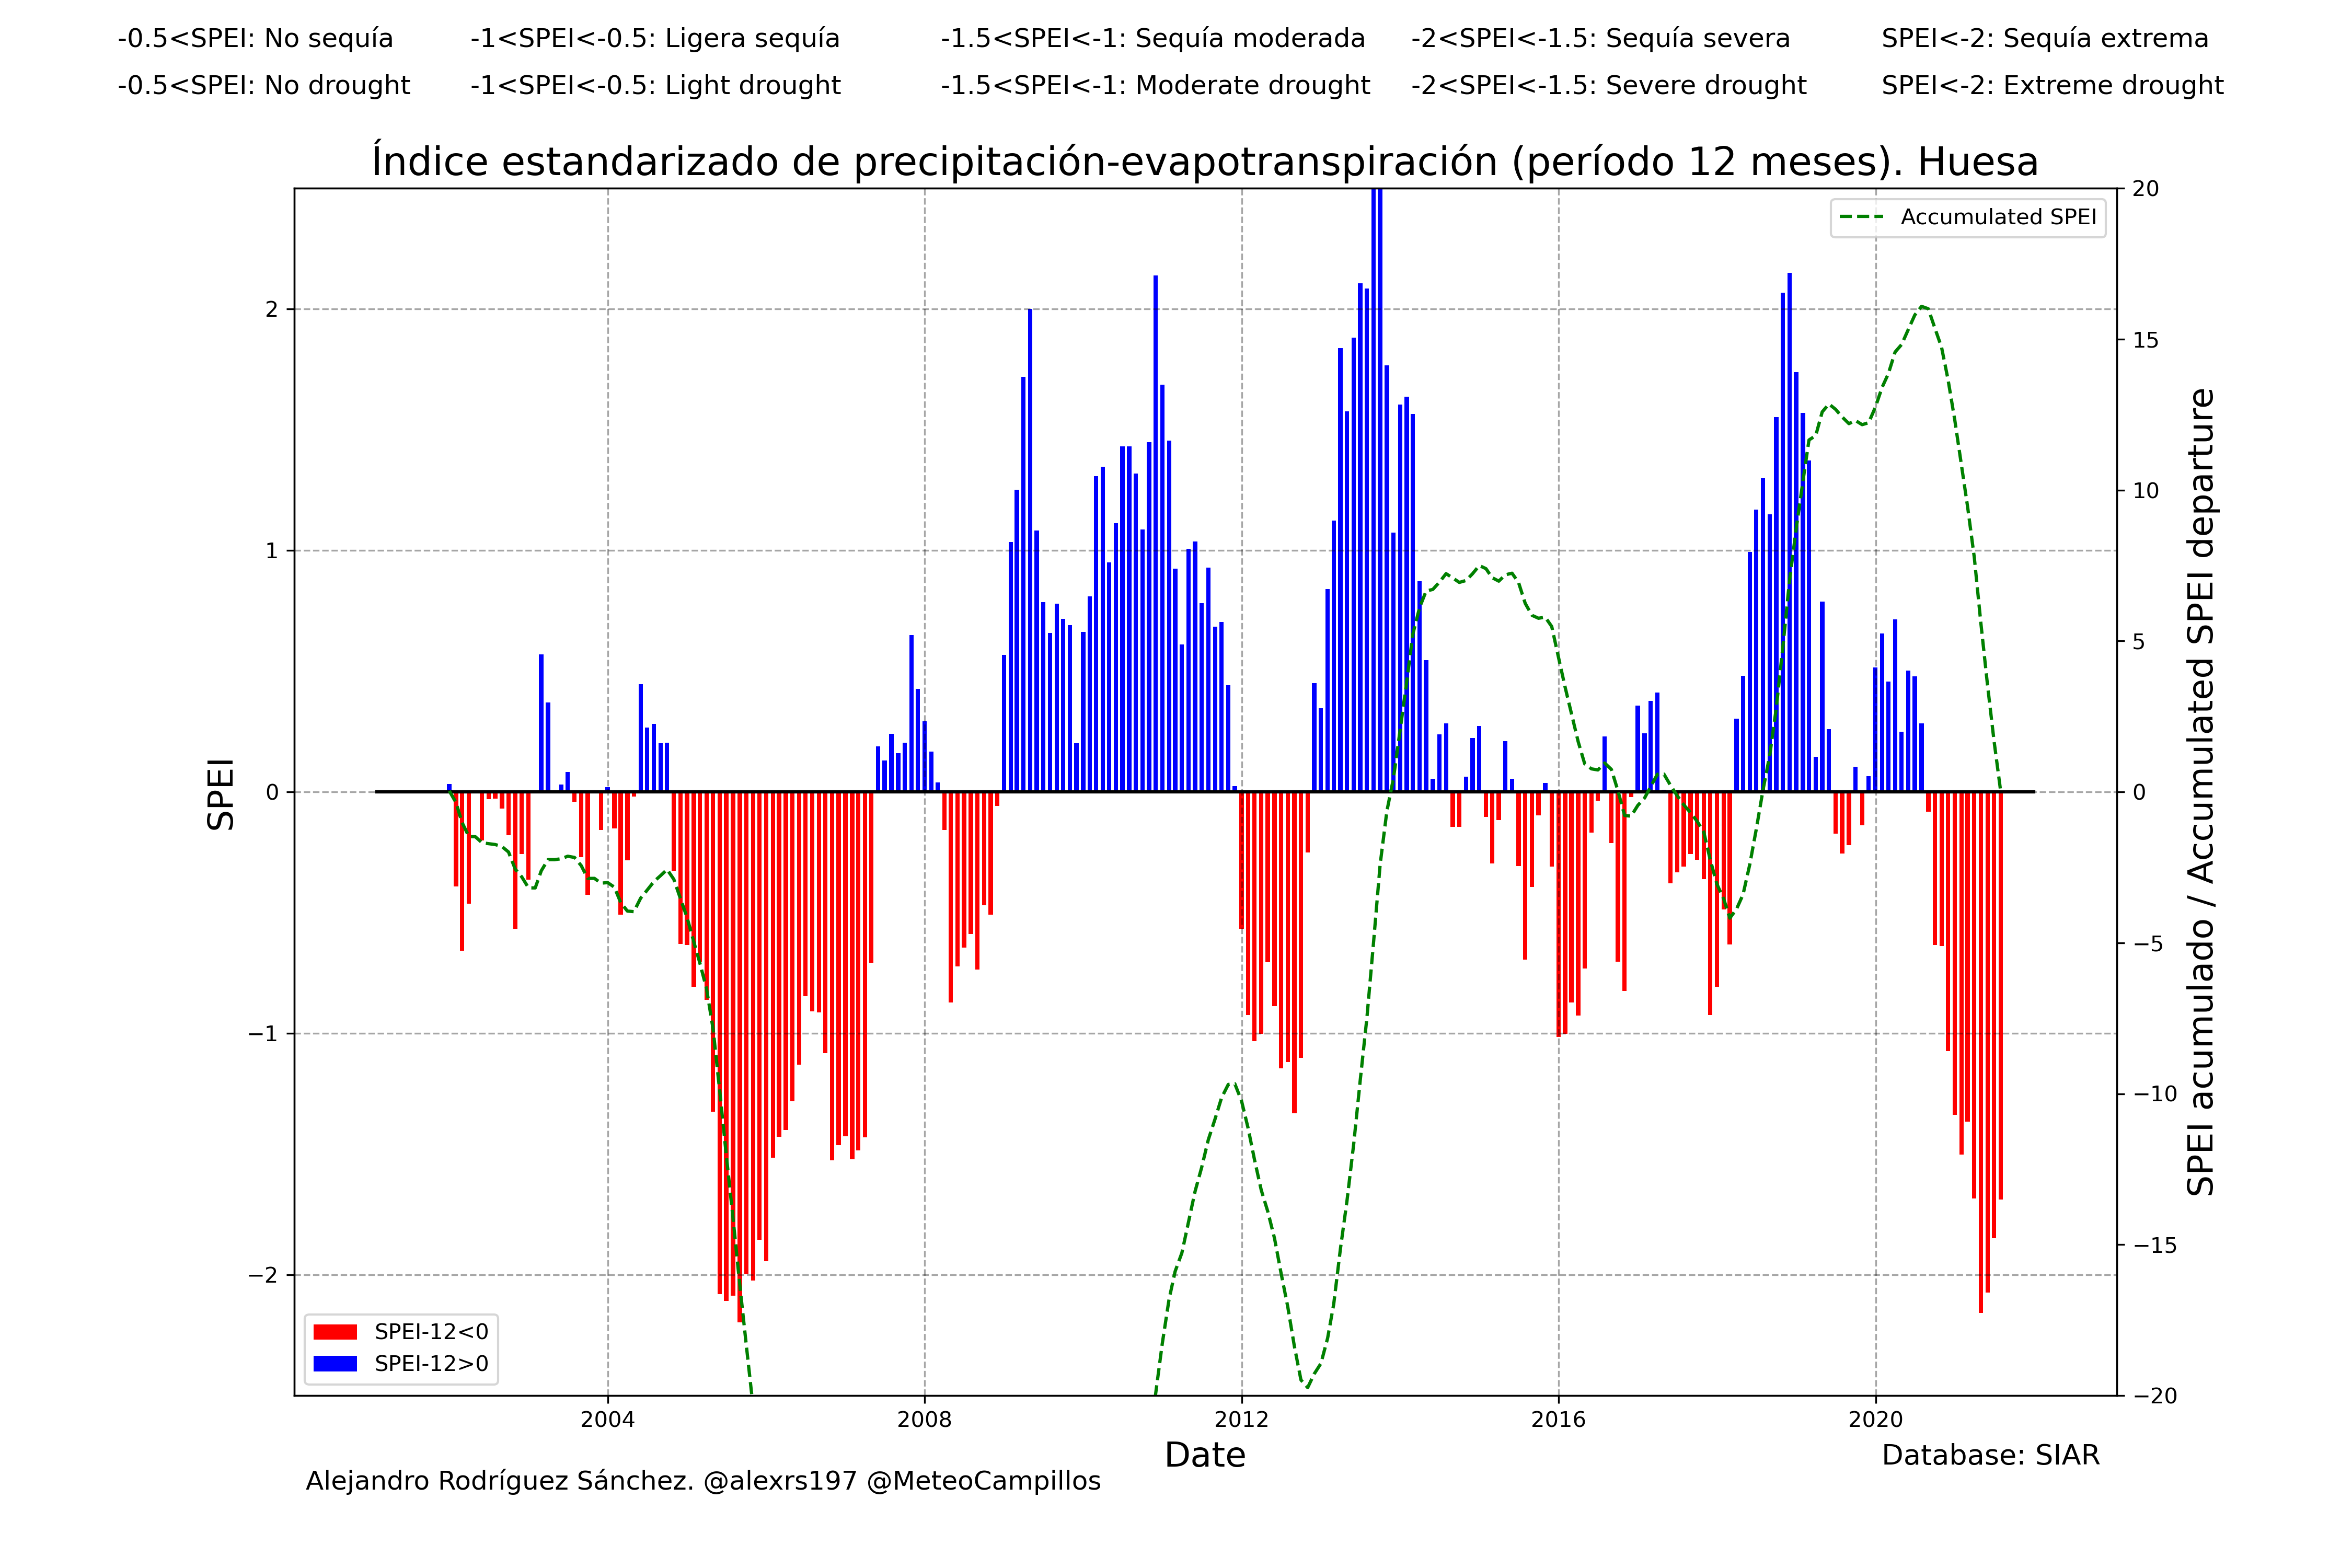 -0.5<SPEI: No sequía -1<SPEI<-0.5: Ligera sequía -1.5<SPEI<-1: Sequía moderada -2<SPEI<-1.5: Sequía severa SPEI<-2: Sequía extrema
-0.5<SPEI: No drought -1<SPEI<-0.5: Light drought -1.5<SPEI<-1: Moderate drought -2<SPEI<-1.5: Severe drought SPEI<-2: Extreme drought
Índice estandarizado de precipitación-evapotranspiración (período 12 meses). Huesa
Accumulated SPEI
SPEI
2
1
0
−1
−2
20
15
10
5
0
−5
−10
−15
−20
SPEI acumulado / Accumulated SPEI departure
SPEI-12<0
SPEI-12>0
2004 2008 2012 2016 2020
Date
Database: SIAR
Alejandro Rodríguez Sánchez. @alexrs197 @MeteoCampillos